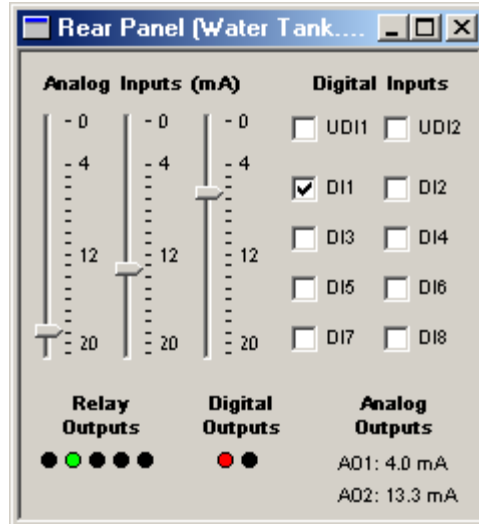 Rear Panel (Water Tank....
Analog Inputs (mA)
Digital Inputs
- 0 - 0 - 0
- 4 - 4 - 4
12 12 12
20 20 20
UDI1 UDI2
DI1 DI2
DI3 DI4
DI5 DI6
DI7 DI8
Relay
Outputs
Digital
Outputs
Analog
Outputs
AO1: 4.0 mA
AO2: 13.3 mA